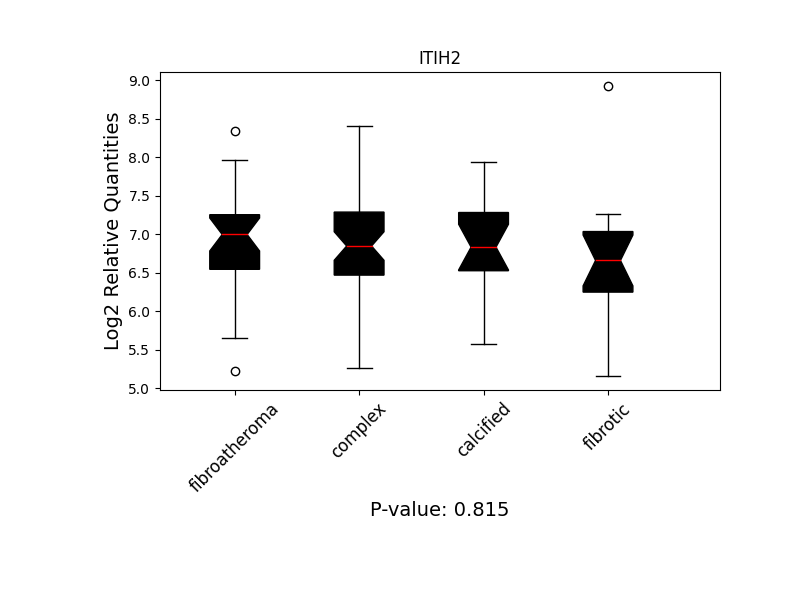 ITIH2
Log2 Relative Quantities
9.0
8.5
8.0
7.5
7.0
6.5
6.0
5.5
5.0
fibroatheroma
complex
calcified
fibrotic
P-value: 0.815